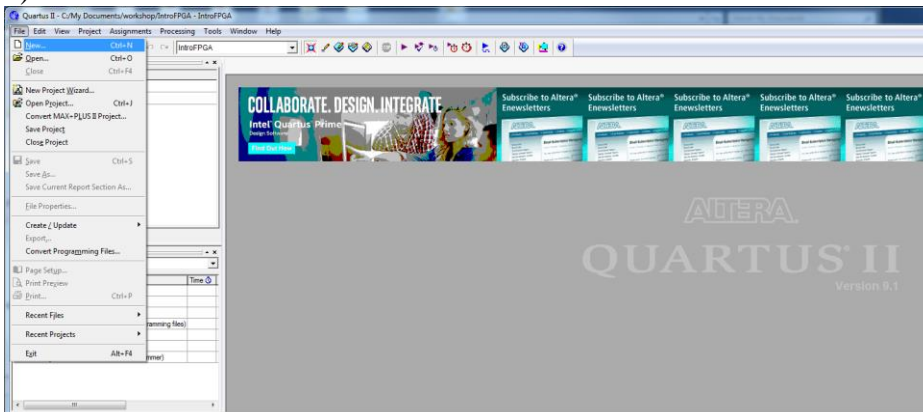 Quartus II - C:/My Documents/workshop/IntroFPGA - IntroFPGA
File Edit View Project Assignments Processing Tools Window Help
New... Ctrl+N
IntroFPGA
Open... Ctrl+O
Close Ctrl+F4
New Project Wizard...
Open Project... Ctrl+J
Convert MAX+PLUS II Project...
Save Project
Close Project
Save Ctrl+S
Save As...
Save Current Report Section As...
File Properties...
Create / Update
Export...
Convert Programming Files...
Page Setup...
Print Preview
Print... Ctrl+P
Recent Files
Recent Projects
Exit Alt+F4
Time
ramming files)
mmer)
COLLABORATE. DESIGN. INTEGRATE
Intel Quartus Prime
Design Software
Find Out How
Subscribe to Altera® Subscribe to Altera® Subscribe to Altera® Subscribe to Altera® Subscribe to Altera®
Enewsletters Enewsletters Enewsletters Enewsletters Enewsletters
ALTERA.
QUARTUS® II
Version 9.1